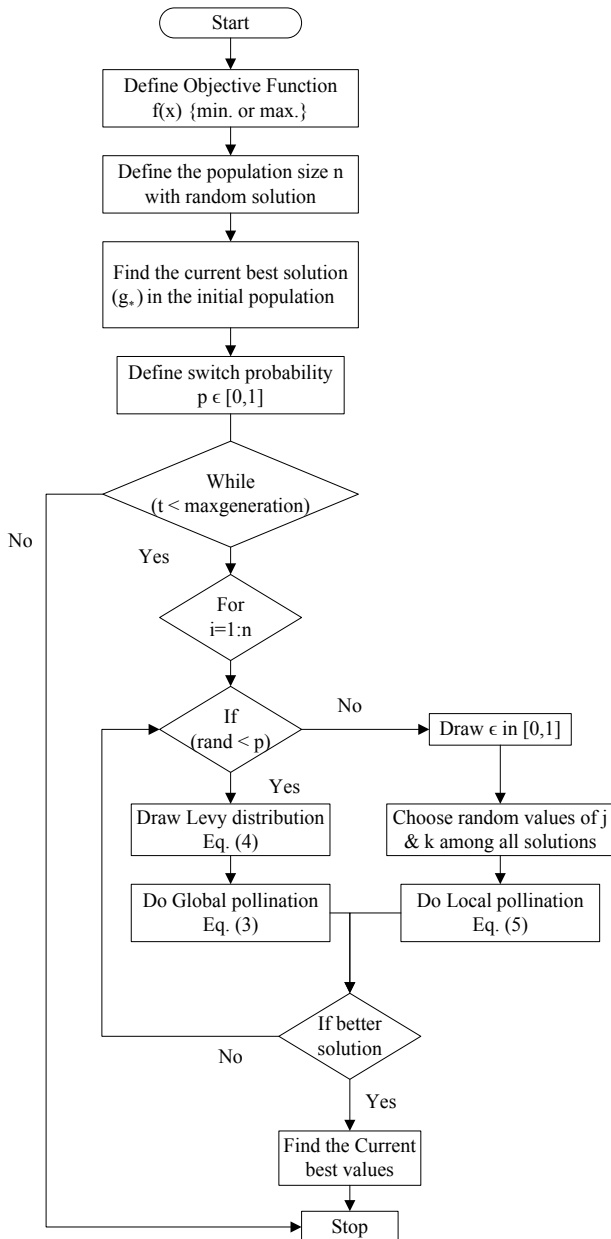 Start
Define Objective Function
f(x) {min. or max.}
Define the population size n
with random solution
Find the current best solution
(g*) in the initial population
Define switch probability
p ϵ [0,1]
While
(t < maxgeneration)
No
Yes
For
i=1:n
If
(rand < p)
No
Draw ϵ in [0,1]
Yes
Draw Levy distribution
Eq. (4)
Choose random values of j
& k among all solutions
Do Global pollination
Eq. (3)
Do Local pollination
Eq. (5)
If better
solution
No
Yes
Find the Current
best values
Stop